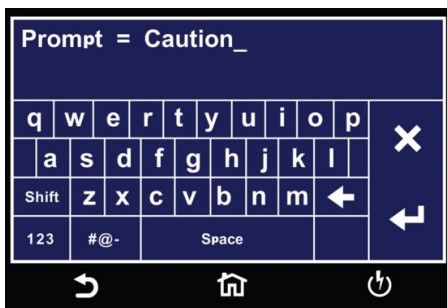 Prompt = Caution_
q w e r t y u i o p
a s d f g h j k l
Shift z x c v b n m
123 #@- Space